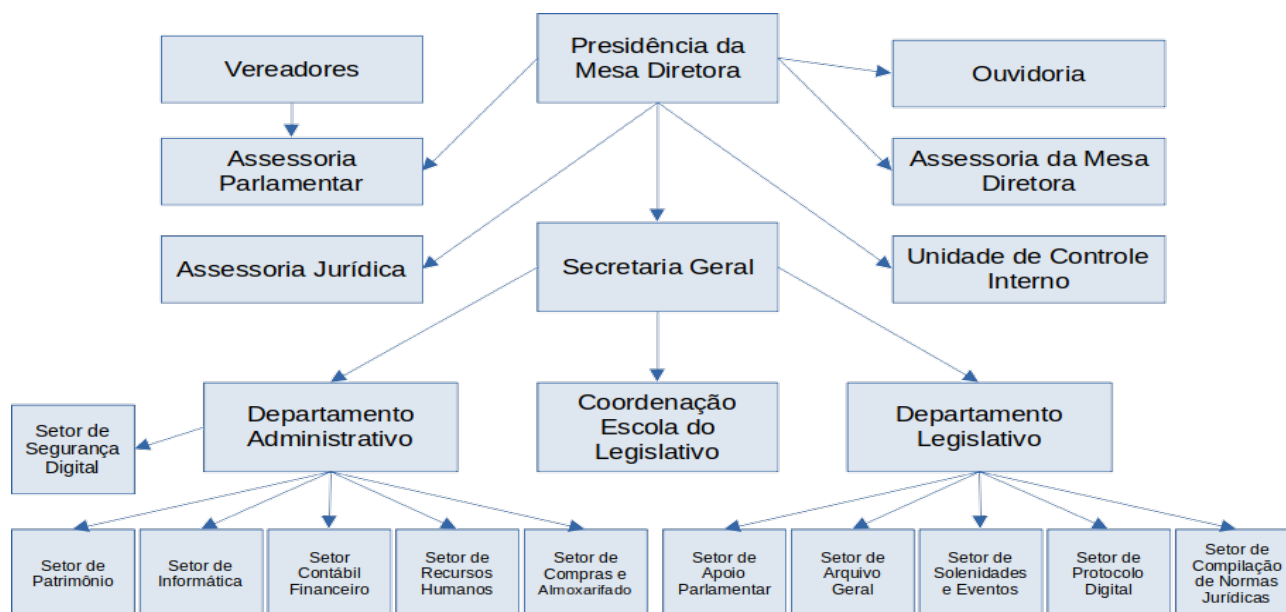 Vereadores
Presidência da
Mesa Diretora
Ouvidoria
Assessoria
Parlamentar
Assessoria da Mesa
Diretora
Assessoria Jurídica
Secretaria Geral
Unidade de Controle
Interno
Setor de
Segurança
Digital
Departamento
Administrativo
Coordenação
Escola do
Legislativo
Departamento
Legislativo
Setor de
Patrimônio
Setor de
Informática
Setor
Contábil
Financeiro
Setor de
Recursos
Humanos
Setor de
Compras e
Almoxarifado
Setor de
Apoio
Parlamentar
Setor de
Arquivo
Geral
Setor de
Solenidades
e Eventos
Setor de
Protocolo
Digital
Setor de
Compilação
de Normas
Jurídicas